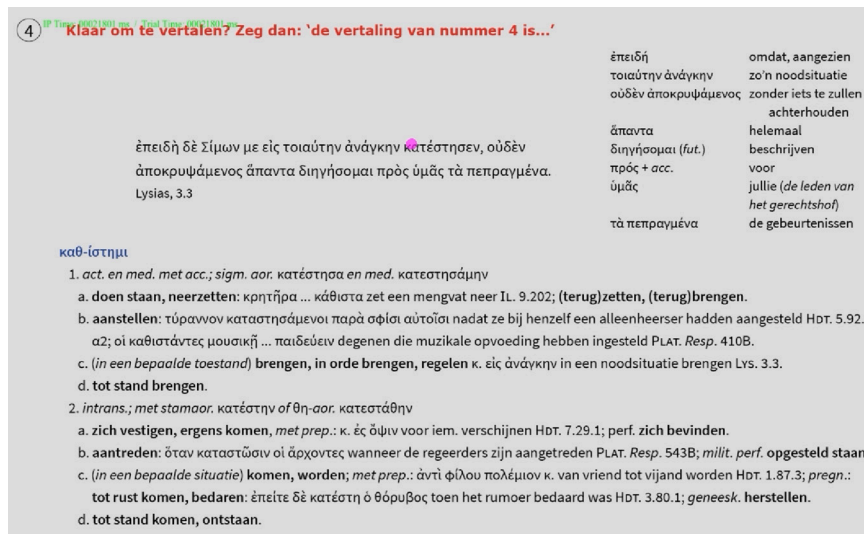 4
IP Time: 00021801 ms / Trial Time: 00021801 ms
Klaar om te vertalen? Zeg dan: ‘de vertaling van nummer 4 is...’
ἐπειδή omdat, aangezien
τοιαύτην ἀνάγκην zo’n noodsituatie
οὐδὲν ἀποκρυψάμενος zonder iets te zullen
achterhouden
ἅπαντα helemaal
διηγήσομαι (fut.) beschrijven
πρός + acc. voor
ὑμᾶς jullie (de leden van
het gerechtshof)
τὰ πεπραγμένα de gebeurtenissen
ἐπειδὴ δὲ Σίμων με εἰς τοιαύτην ἀνάγκην κατέστησεν, οὐδὲν
ἀποκρυψάμενος ἅπαντα διηγήσομαι πρὸς ὑμᾶς τὰ πεπραγμένα.
Lysias, 3.3
καθ-ίστημι
1. act. en med. met acc.; sigm. aor. κατέστησα en med. κατεστησάμην
a. doen staan, neerzetten: κρητῆρα ... κάθιστα zet een mengvat neer IL. 9.202; (terug)zetten, (terug)brengen.
b. aanstellen: τύραννον καταστησάμενοι παρὰ σφίσι αὐτοῖσι nadat ze bij henzelf een alleenheerser hadden aangesteld HDT. 5.92.
α2; οἱ καθιστάντες μουσικῇ ... παιδεύειν degenen die muzikale opvoeding hebben ingesteld PLAT. Resp. 410B.
c. (in een bepaalde toestand) brengen, in orde brengen, regelen κ. εἰς ἀνάγκην in een noodsituatie brengen LYS. 3.3.
d. tot stand brengen.
2. intrans.; met stamaor. κατέστην of θη-aor. κατεστάθην
a. zich vestigen, ergens komen, met prep.: κ. ἐς ὄψιν voor iem. verschijnen HDT. 7.29.1; perf. zich bevinden.
b. aantreden: ὅταν καταστῶσιν οἱ ἄρχοντες wanneer de regeerders zijn aangetreden PLAT. Resp. 543B; milit. perf. opgesteld staan
c. (in een bepaalde situatie) komen, worden; met prep.: ἀντὶ φίλου πολέμιον κ. van vriend tot vijand worden HDT. 1.87.3; pregn.:
tot rust komen, bedaren: ἐπείτε δὲ κατέστη ὁ θόρυβος toen het rumoer bedaard was HDT. 3.80.1; geneesk. herstellen.
d. tot stand komen, ontstaan.